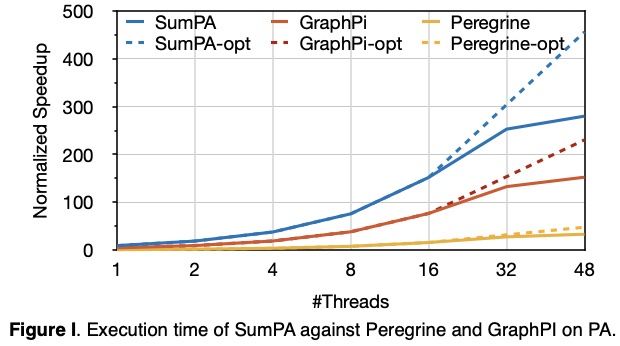 500
400
300
200
100
0
Normalized Speedup
SumPA GraphPi Peregrine
SumPA-opt GraphPi-opt Peregrine-opt
1 2 4 8 16 32 48
#Threads
Figure I. Execution time of SumPA against Peregrine and GraphPI on PA.